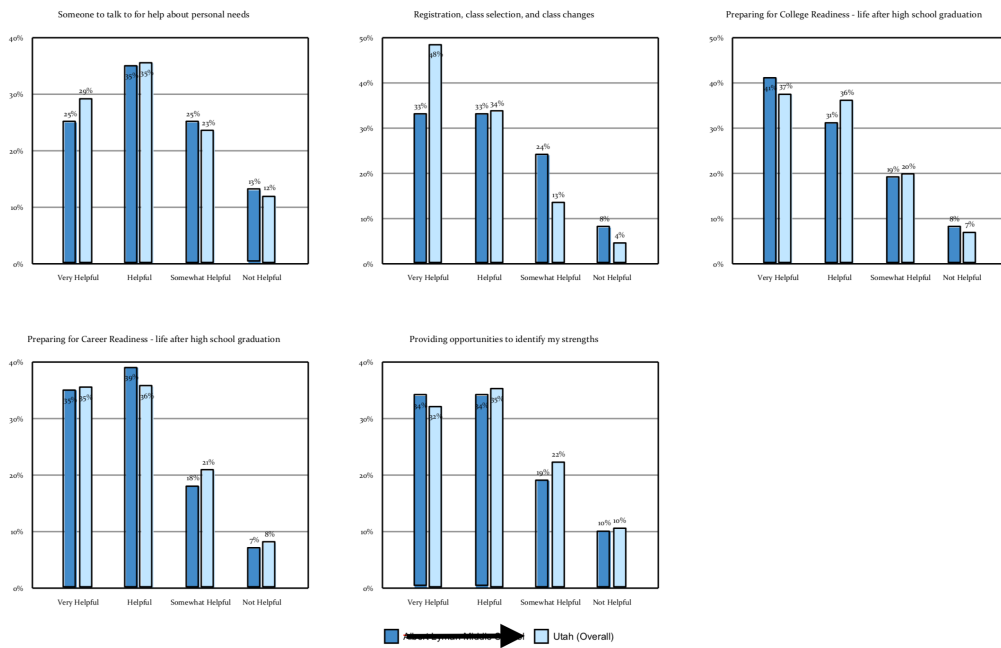 Someone to talk to for help about personal needs
40%
30%
20%
10%
0%
25%
29%
35%
35%
25%
23%
13%
12%
Very Helpful
Helpful
Somewhat Helpful
Not Helpful
Registration, class selection, and class changes
50%
40%
30%
20%
10%
0%
33%
48%
33%
34%
24%
13%
8%
4%
Very Helpful
Helpful
Somewhat Helpful
Not Helpful
Preparing for College Readiness - life after high school graduation
50%
40%
30%
20%
10%
0%
41%
37%
31%
36%
19%
20%
8%
7%
Very Helpful
Helpful
Somewhat Helpful
Not Helpful
Preparing for Career Readiness - life after high school graduation
40%
30%
20%
10%
0%
35%
35%
39%
36%
18%
21%
7%
8%
Very Helpful
Helpful
Somewhat Helpful
Not Helpful
Providing opportunities to identify my strengths
40%
30%
20%
10%
0%
34%
32%
34%
35%
19%
22%
10%
10%
Very Helpful
Helpful
Somewhat Helpful
Not Helpful
Utah (Overall)